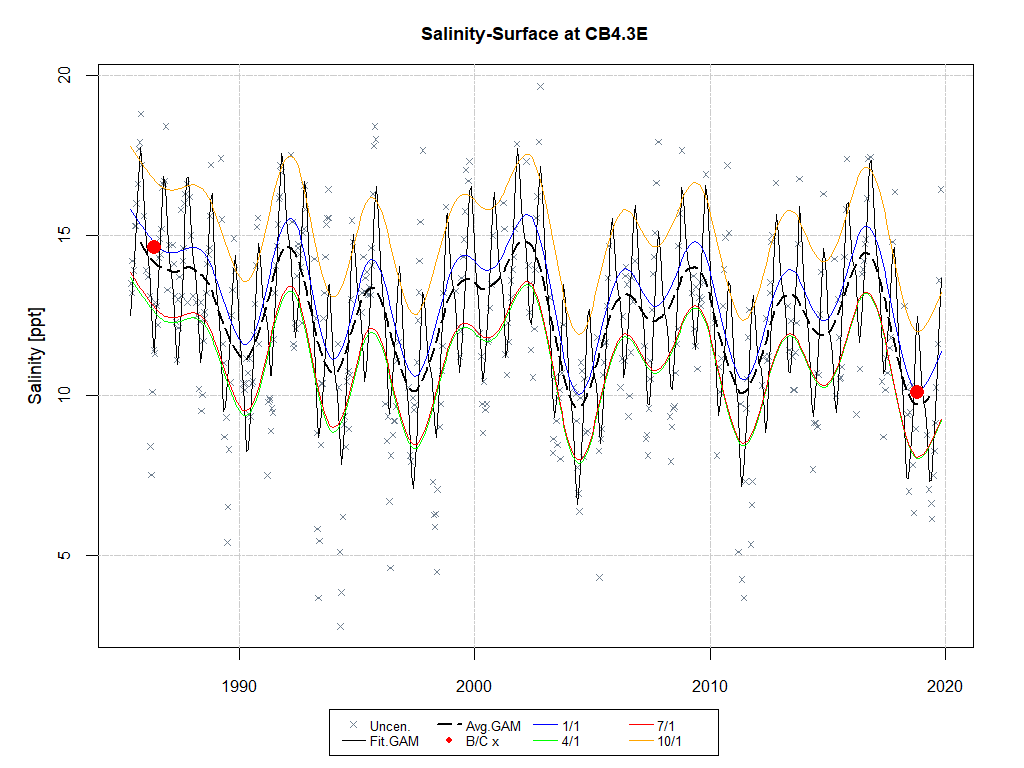 Salinity-Surface at CB4.3E
Salinity [ppt]
20
15
10
5
1990
2000
2010
2020
Uncen. Avg.GAM 1/1 7/1
Fit.GAM B/C x 4/1 10/1